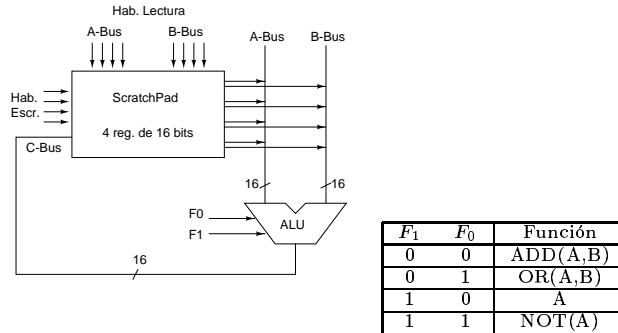 Hab. Lectura
A-Bus B-Bus
A-Bus B-Bus
Hab.
Escr.
ScratchPad
4 reg. de 16 bits
C-Bus
16 16
F0
F1
ALU
16
F1 F0 Función
0 0 ADD(A,B)
0 1 OR(A,B)
1 0 A
1 1 NOT(A)